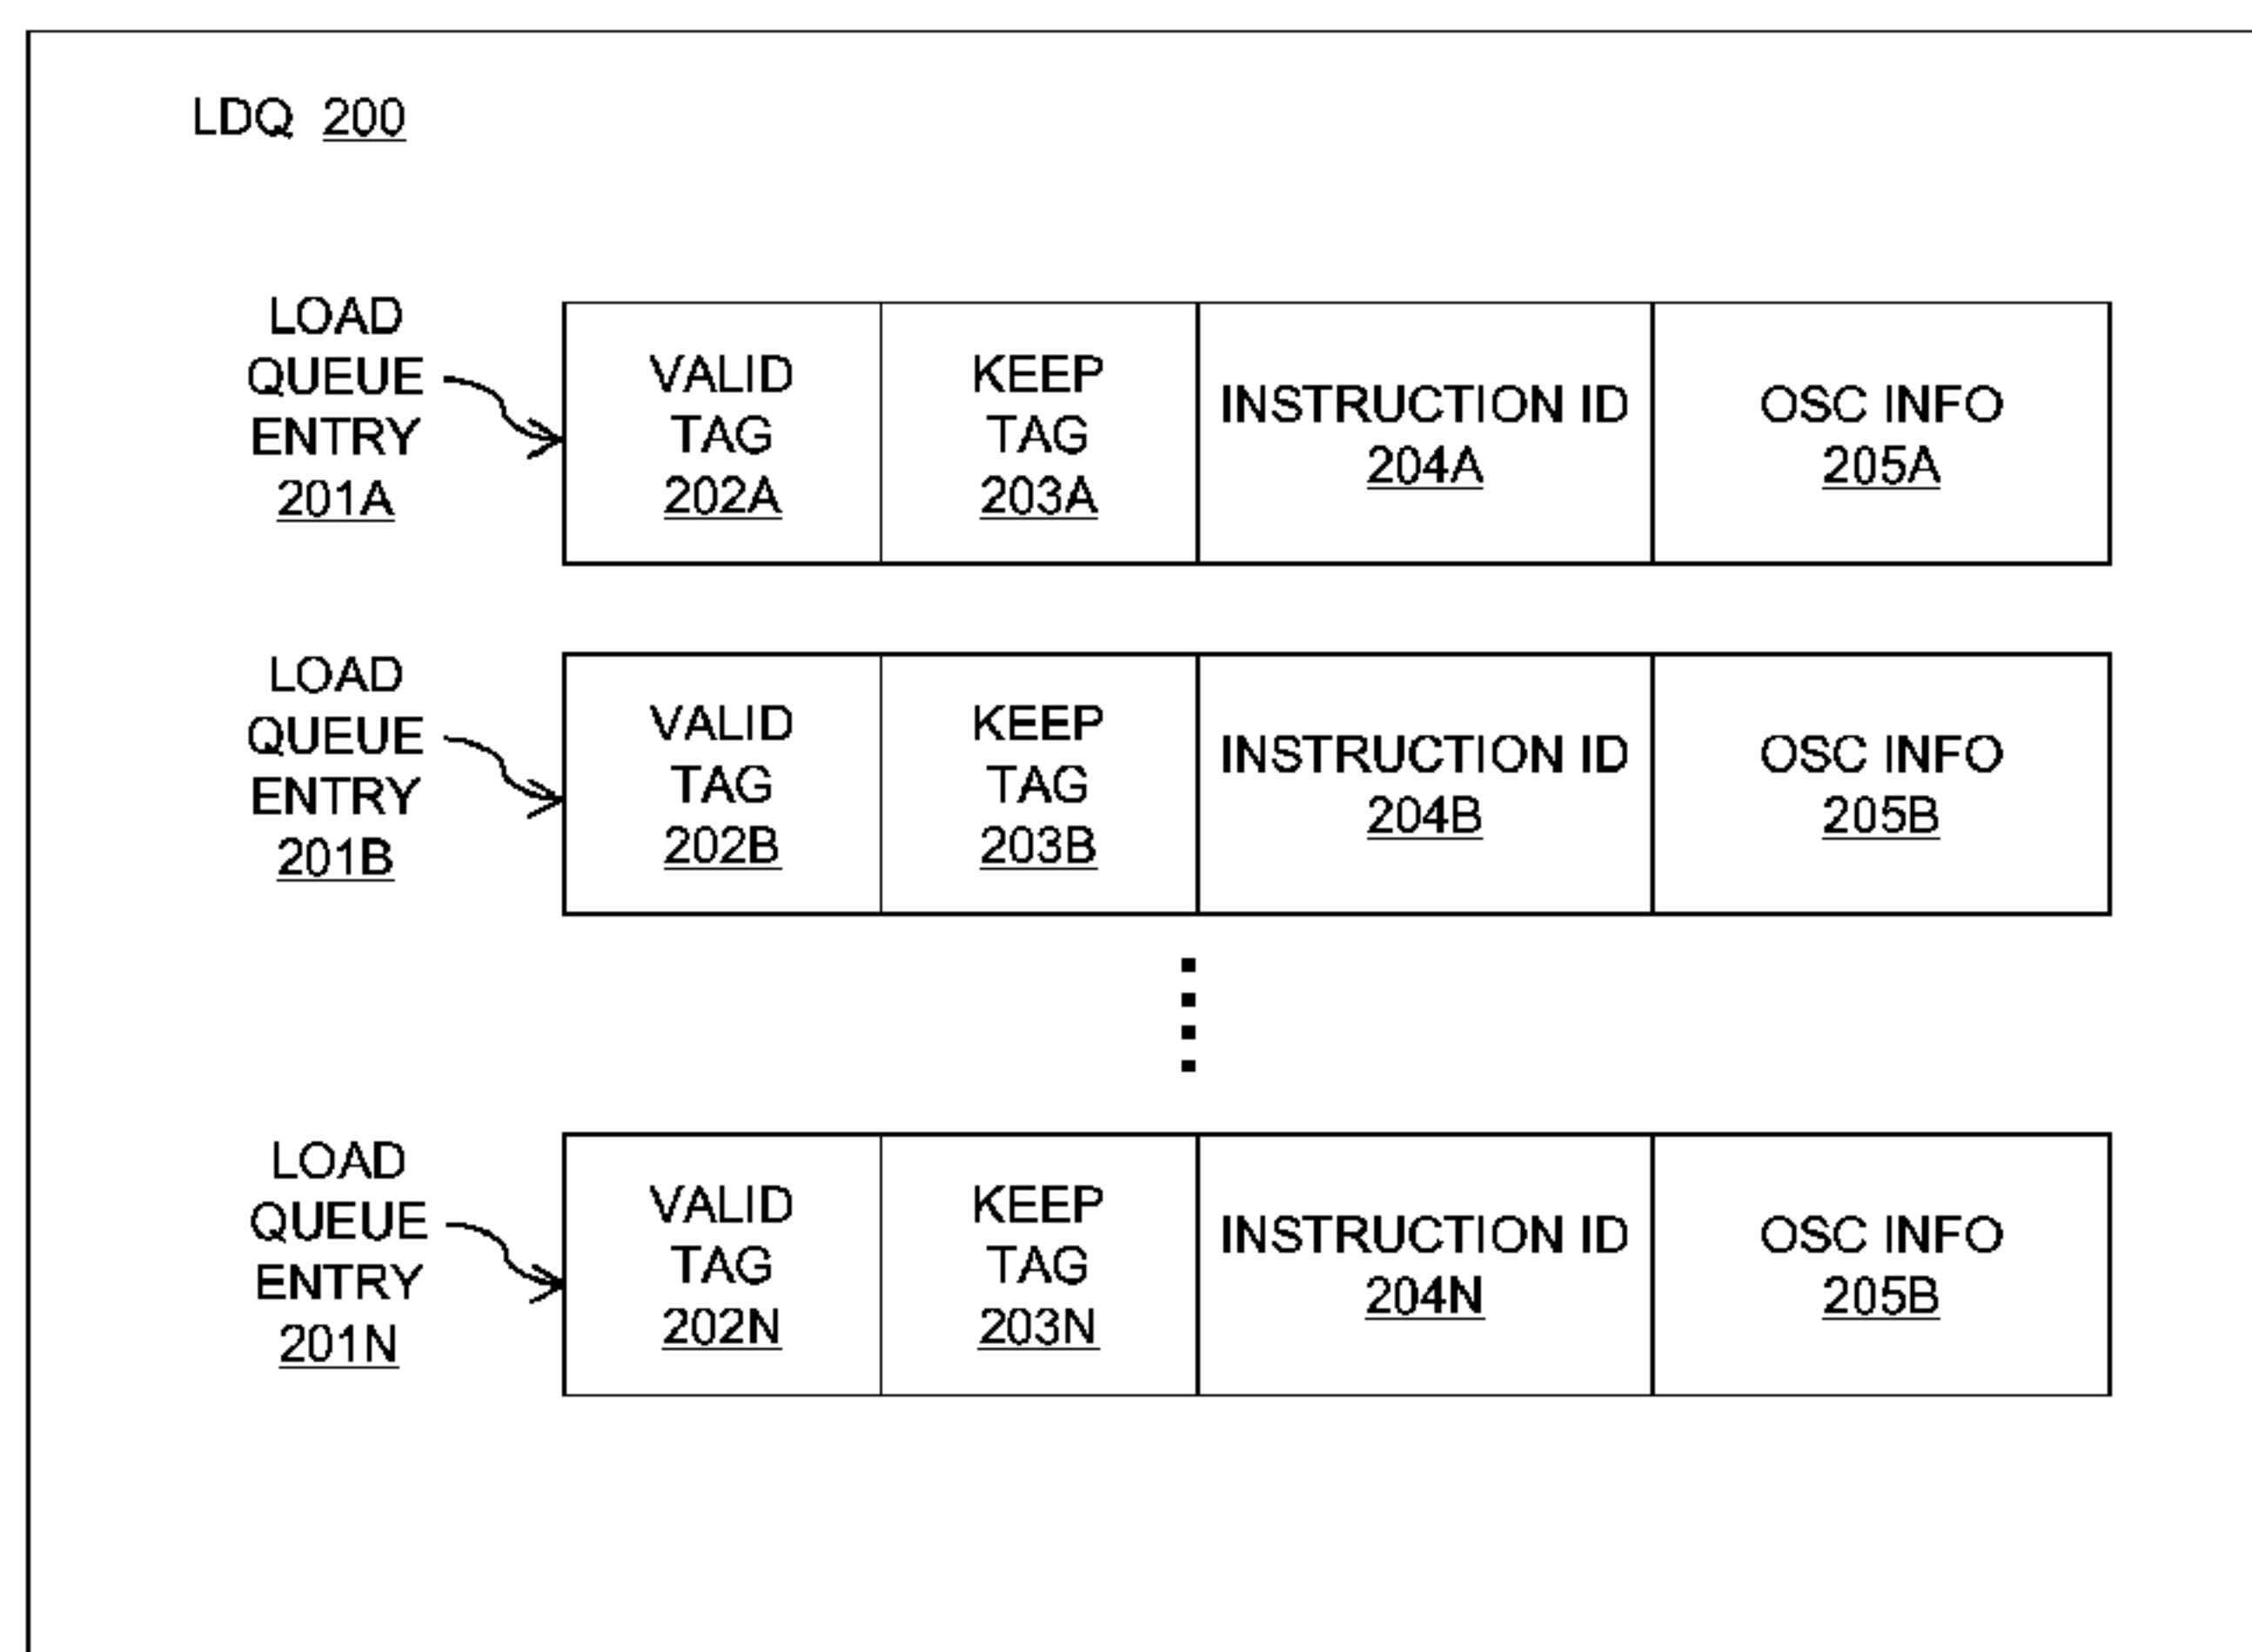 LDQ 200
LOAD
QUEUE
ENTRY
201A
VALID
TAG
202A
KEEP
TAG
203A
INSTRUCTION ID
204A
OSC INFO
205A
LOAD
QUEUE
ENTRY
201B
VALID
TAG
202B
KEEP
TAG
203B
INSTRUCTION ID
204B
OSC INFO
205B
LOAD
QUEUE
ENTRY
201N
VALID
TAG
202N
KEEP
TAG
203N
INSTRUCTION ID
204N
OSC INFO
205B